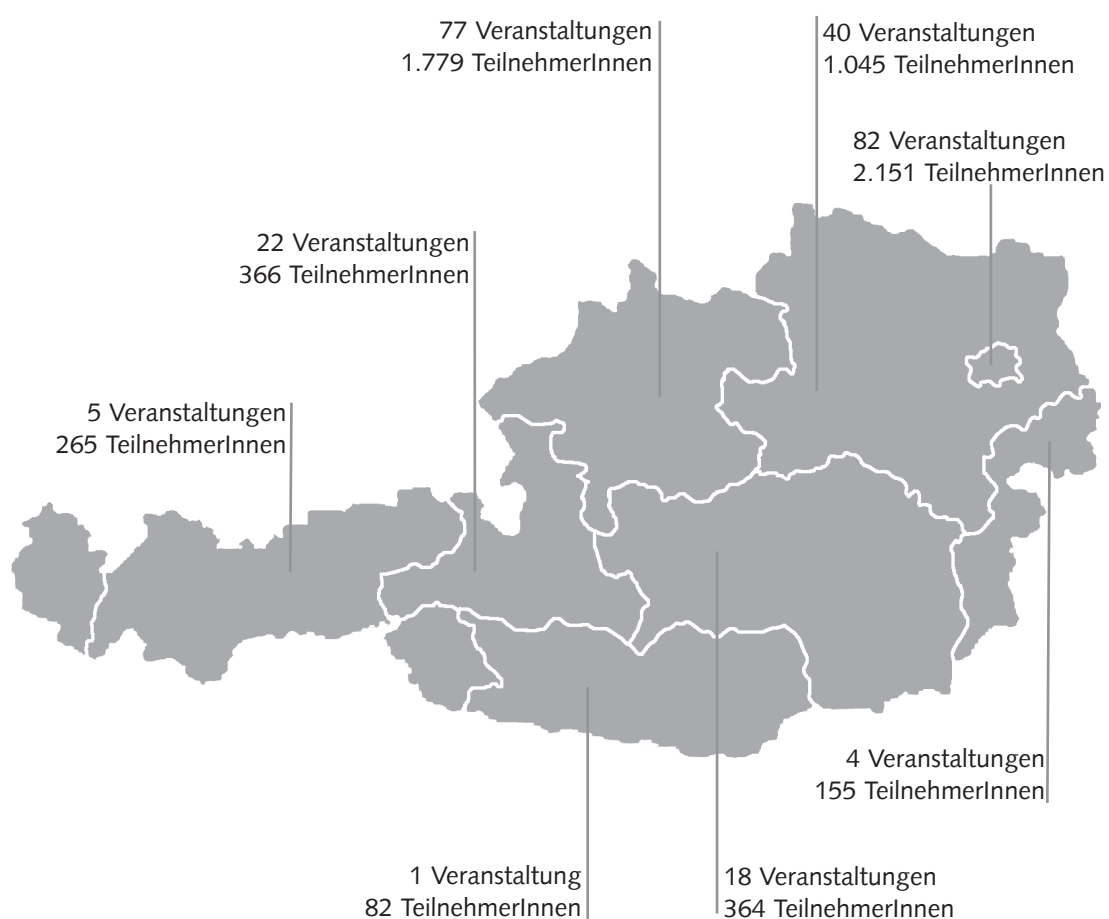 77 Veranstaltungen
1.779 TeilnehmerInnen
40 Veranstaltungen
1.045 TeilnehmerInnen
82 Veranstaltungen
2.151 TeilnehmerInnen
22 Veranstaltungen
366 TeilnehmerInnen
5 Veranstaltungen
265 TeilnehmerInnen
4 Veranstaltungen
155 TeilnehmerInnen
1 Veranstaltung
82 TeilnehmerInnen
18 Veranstaltungen
364 TeilnehmerInnen